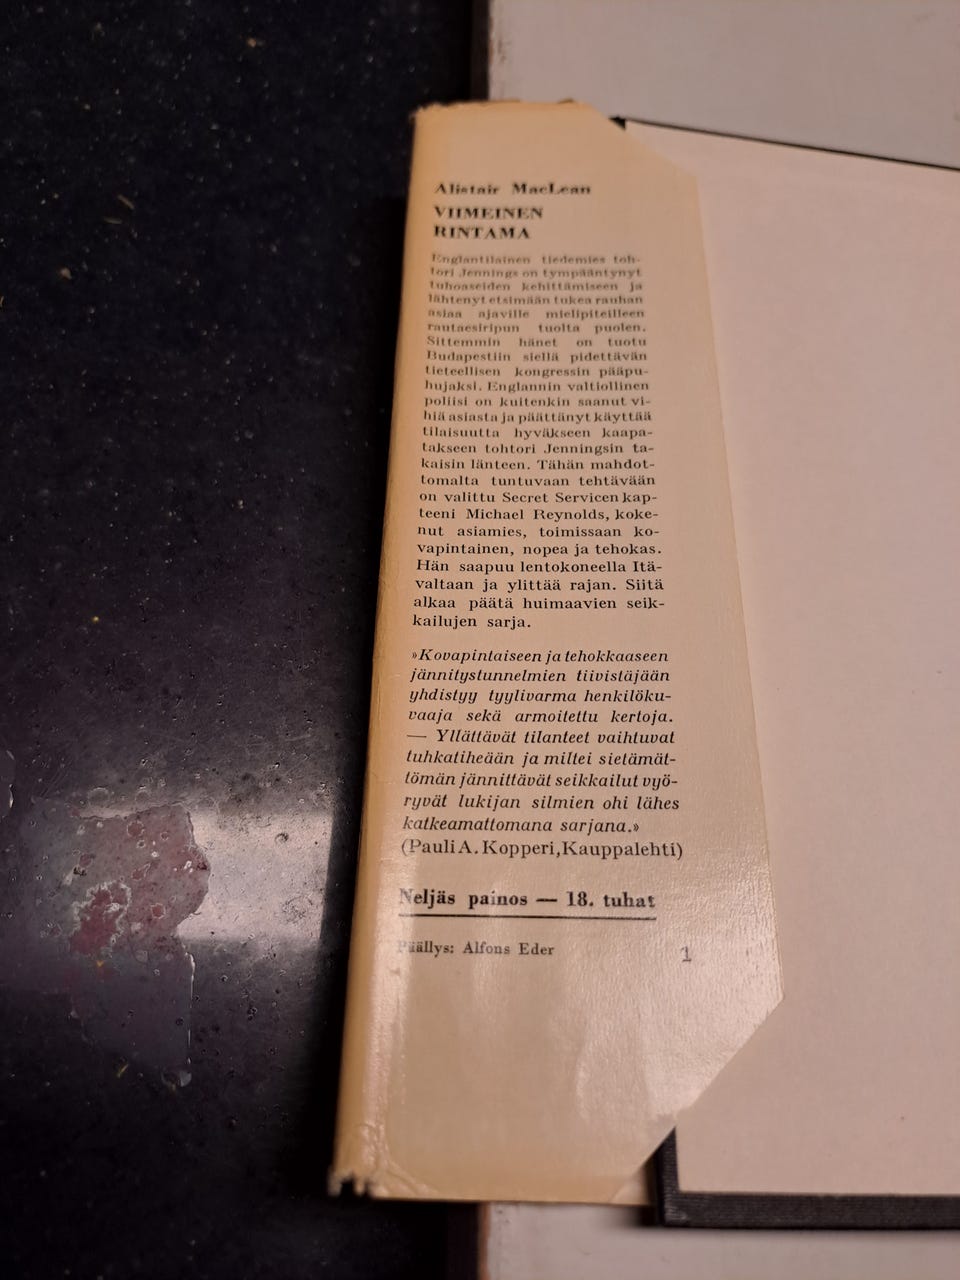 Alistair MacLean
VIIMEINEN
RINTAMA
Englantilainen tiedemies toh-
tori Jennings on tympääntynyt
tuhoaseiden kehittämiseen ja
lähtenyt etsimään tukea rauhan
asiaa ajaville mielipiteilleen
rautaesiripun tuolta puolen.
Sittemmin hänet on tuotu
Budapestiin siellä pidettävän
tieteellisen kongressin pääpu-
hujaksi. Englannin valtiollinen
poliisi on kuitenkin saanut vi-
hiä asiasta ja päättänyt käyttää
tilaisuutta hyväkseen kaapa-
takseen tohtori Jenningsin ta-
kaisin länteen. Tähän mahdot-
tomalta tuntuvaan tehtävään
on valittu Secret Servicen kap-
teeni Michael Reynolds, koke-
nut asiamies, toimissaan ko-
vapintainen, nopea ja tehokas.
Hän saapuu lentokoneella Itä-
valtaan ja ylittää rajan. Siitä
alkaa päätä huimaavien seik-
kailujen sarja.
»Kovapintaiseen ja tehokkaaseen
jännitystunnelmien tiivistäjään
yhdistyy tyylivarma henkilöku-
vaaja sekä armoitettu kertoja.
— Yllättävät tilanteet vaihtuvat
tuhkatiheään ja miltei sietämät-
tömän jännittävät seikkailut vyö-
ryvät lukijan silmien ohi lähes
katkeamattomana sarjana.»
(Pauli A. Kopperi, Kauppalehti)
Neljäs painos — 18. tuhat
Päällys: Alfons Eder
1